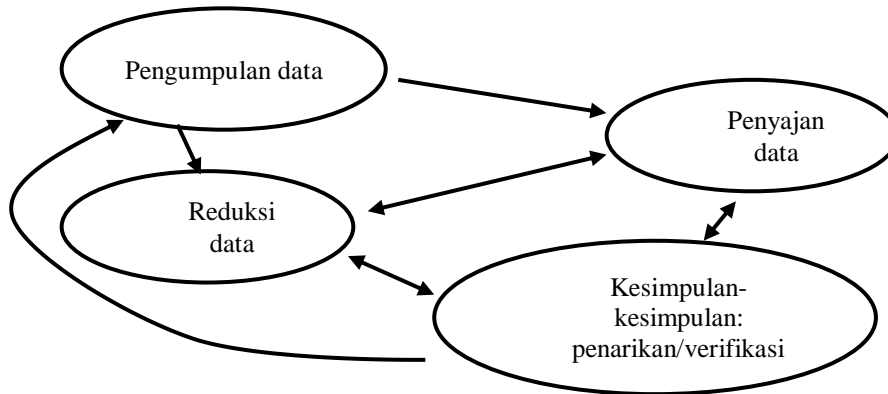 Pengumpulan data
Penyajan
data
Reduksi
data
Kesimpulan-
kesimpulan:
penarikan/verifikasi